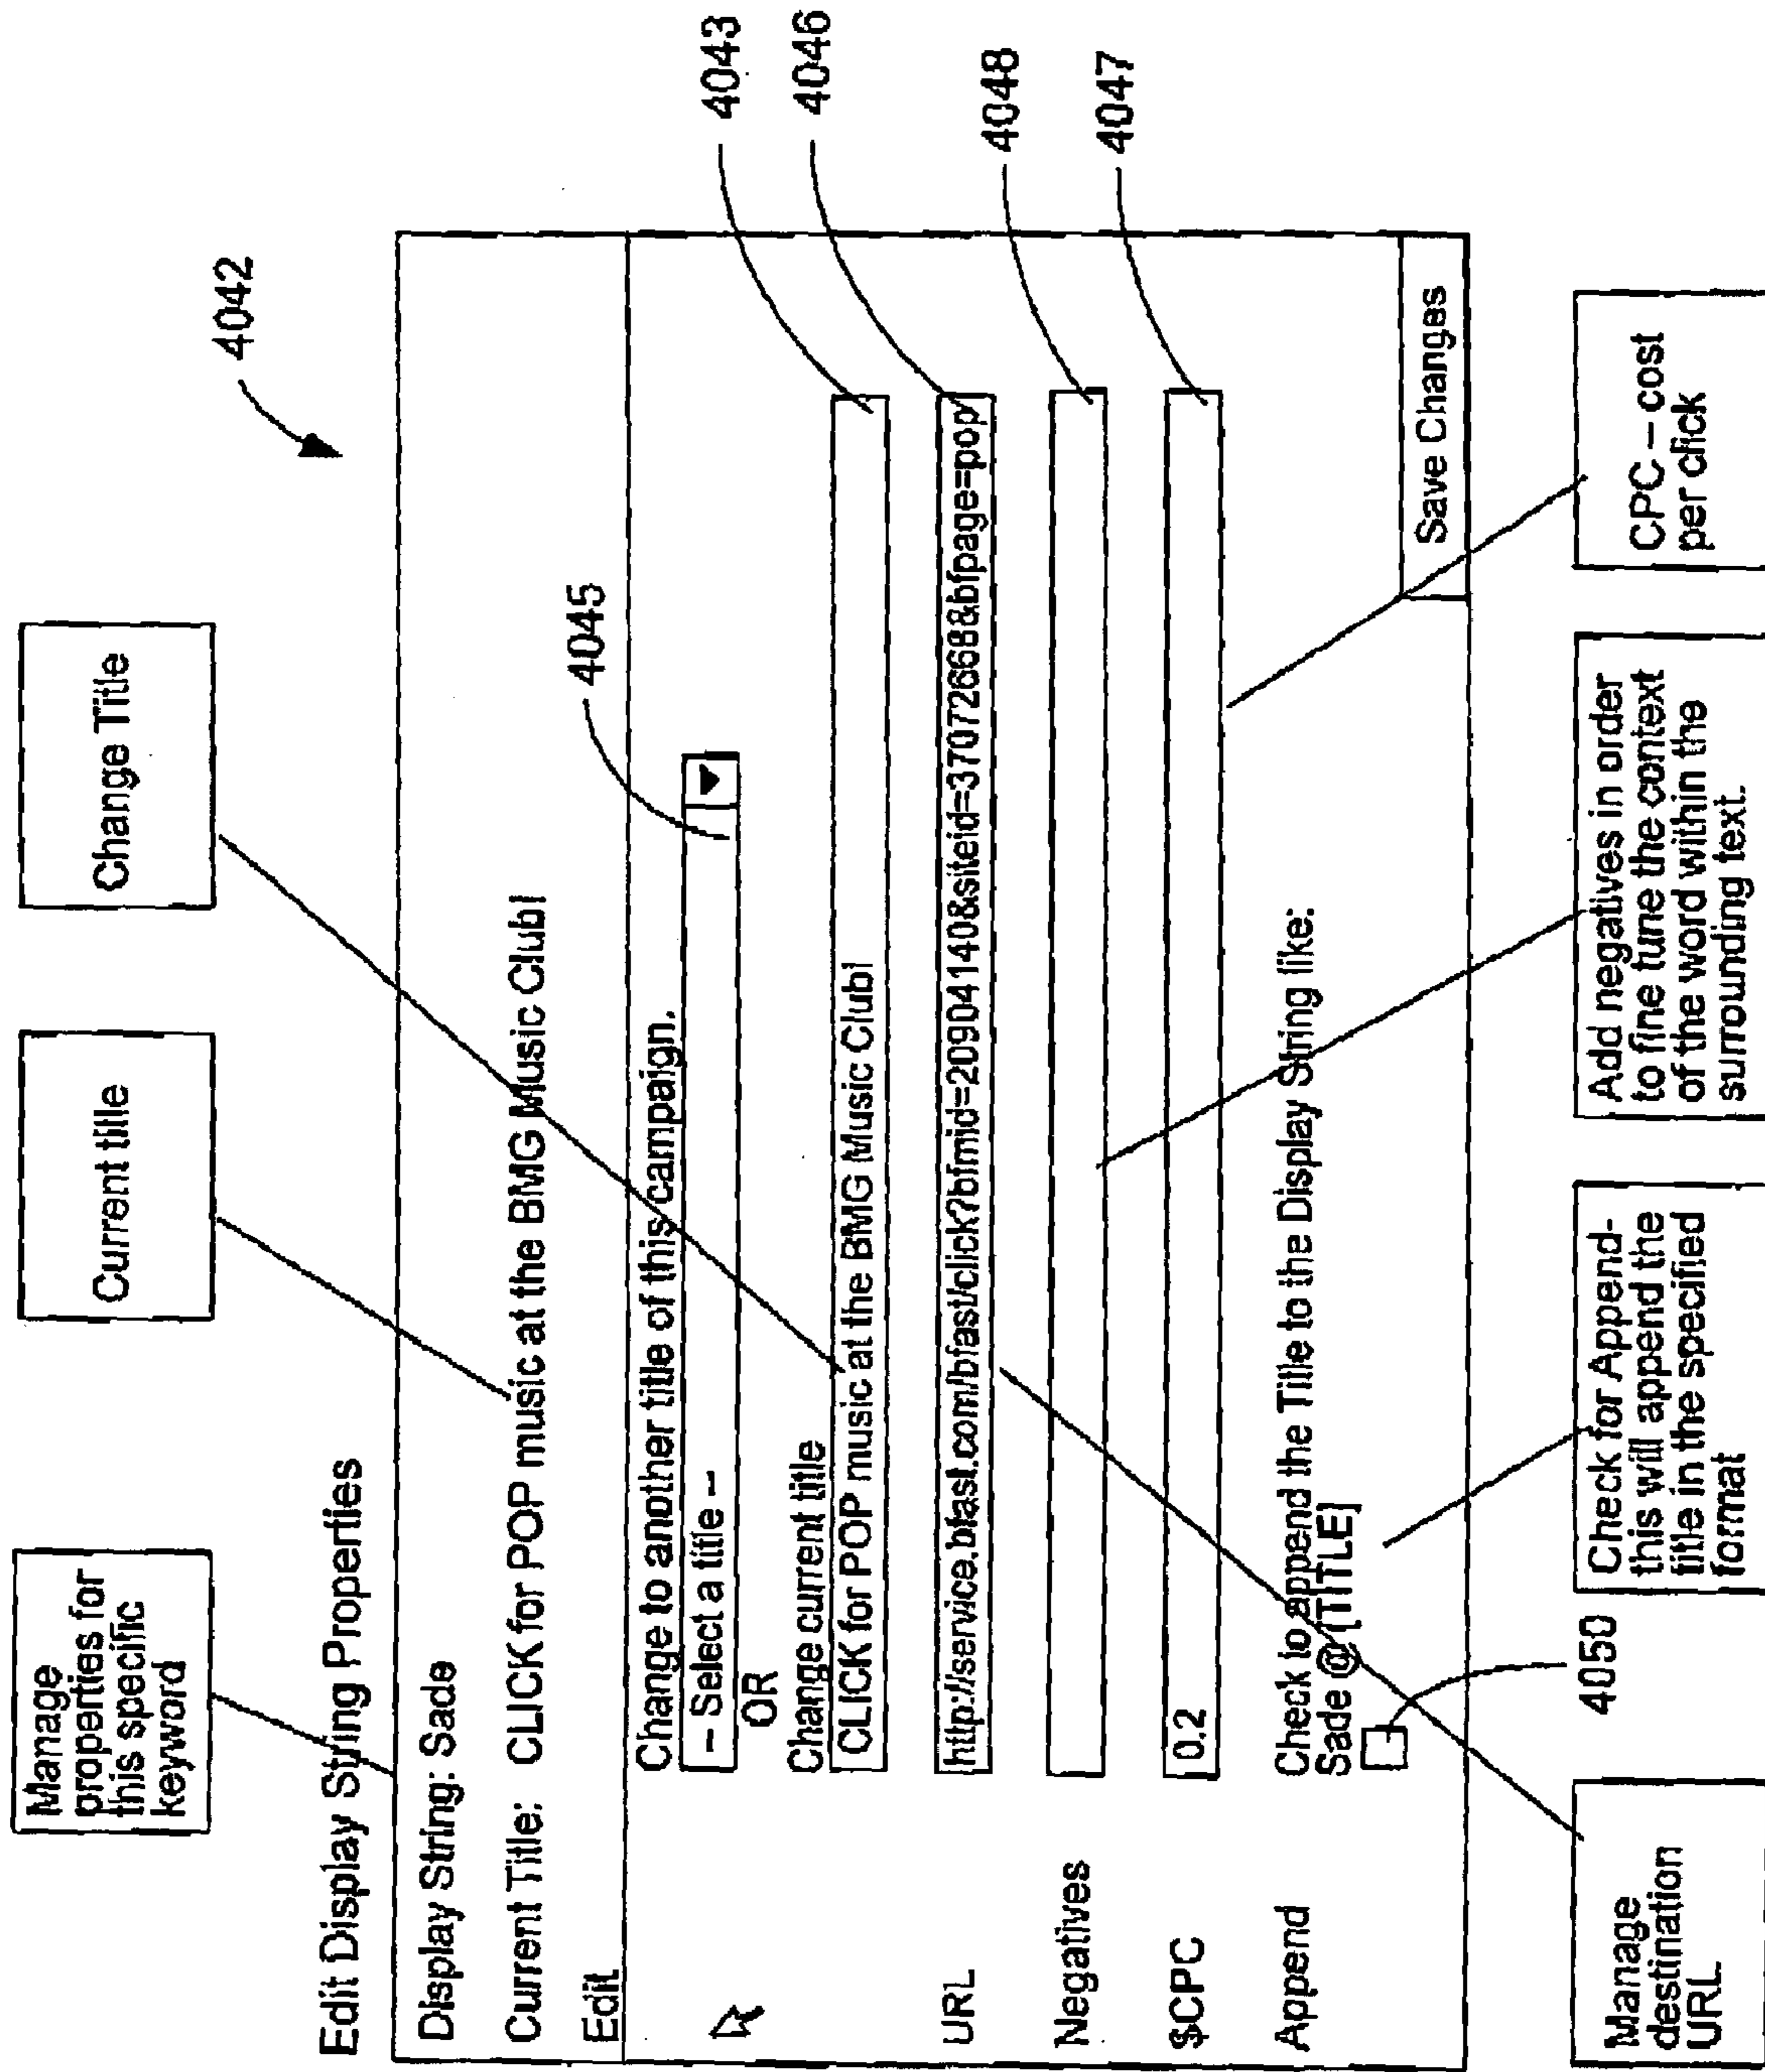 Manage
properties for
this specific
keyword
Current title
Change Title
4042
Edit Display String Properties
Display String: Sade
Current Title: CLICK for POP music at the BMG Music Club!
Edit
Change to another title of this campaign.
-- Select a title --
4045
OR
Change current title
CLICK for POP music at the BMG Music Club!
4043
URL
http://service.bfast.com/bfast/click?bfmid=20904140&siteid=37072668&bfpage=pop
4046
Negatives
4048
$CPC
0.2
4047
Append
Check to append the Title to the Display String like:
Sade @ [TITLE]
Save Changes
4050
Manage
destination
URL
Check for Append-
this will append the
title in the specified
format
Add negatives in order
to fine tune the context
of the word within the
surrounding text.
CPC – cost
per click